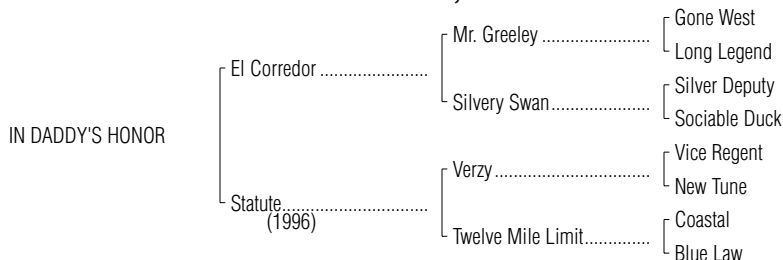 Gone West
Mr. Greeley
Long Legend
El Corredor
Silver Deputy
Silvery Swan
Sociable Duck
IN DADDY'S HONOR
Vice Regent
Verzy
New Tune
Statute
(1996)
Coastal
Twelve Mile Limit
Blue Law